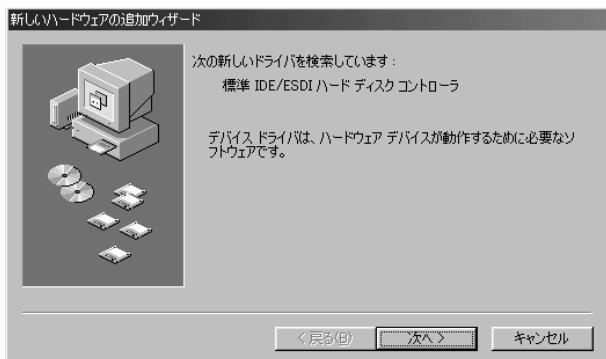 新しいハードウェアの追加ウィザード
次の新しいドライバを検索しています：
標準 IDE/ESDI ハード ディスク コントローラ
デバイス ドライバは、ハードウェア デバイスが動作するために必要なソ
フトウェアです。
< 戻る(B)
次へ >
キャンセル